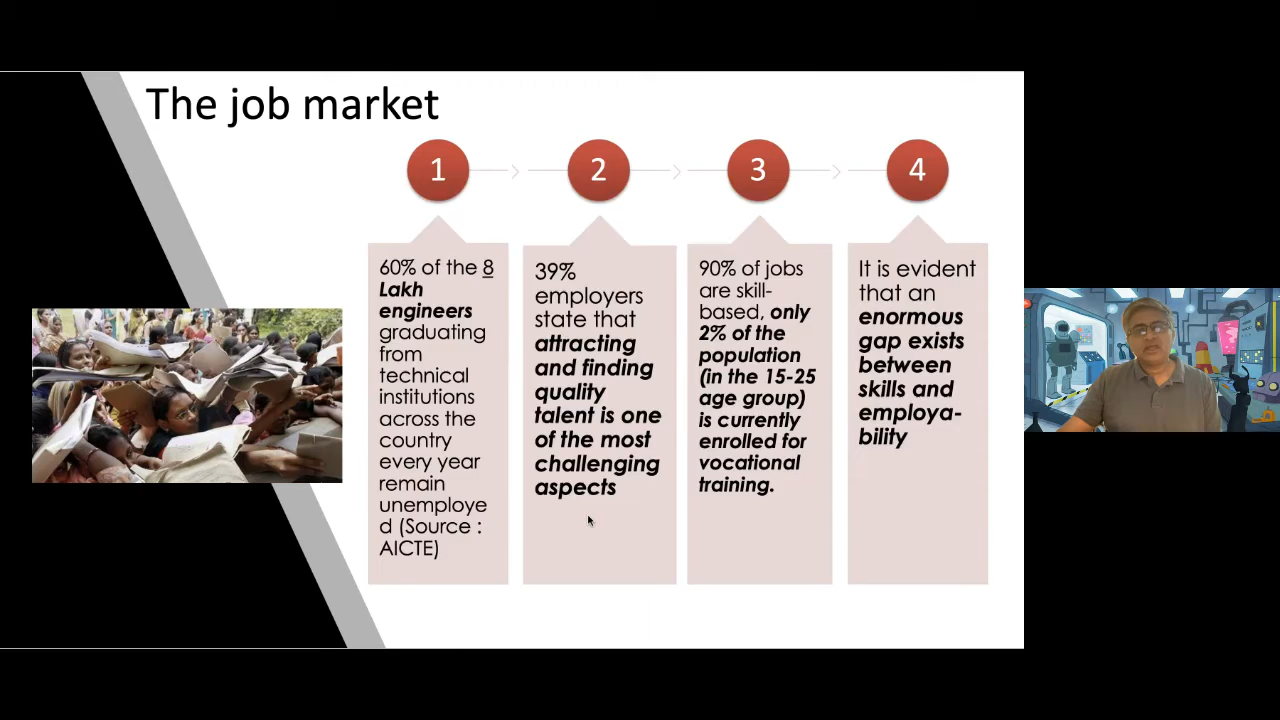 The job market
1
2
3
4
60% of the 8
Lakh
engineers
graduating
from
technical
institutions
across the
country
every year
remain
unemploye
d (Source :
AICTE)
39%
employers
state that
attracting
and finding
quality
talent is one
of the most
challenging
aspects
90% of jobs
are skill-
based, only
2% of the
population
(in the 15-25
age group)
is currently
enrolled for
vocational
training.
It is evident
that an
enormous
gap exists
between
skills and
employa-
bility